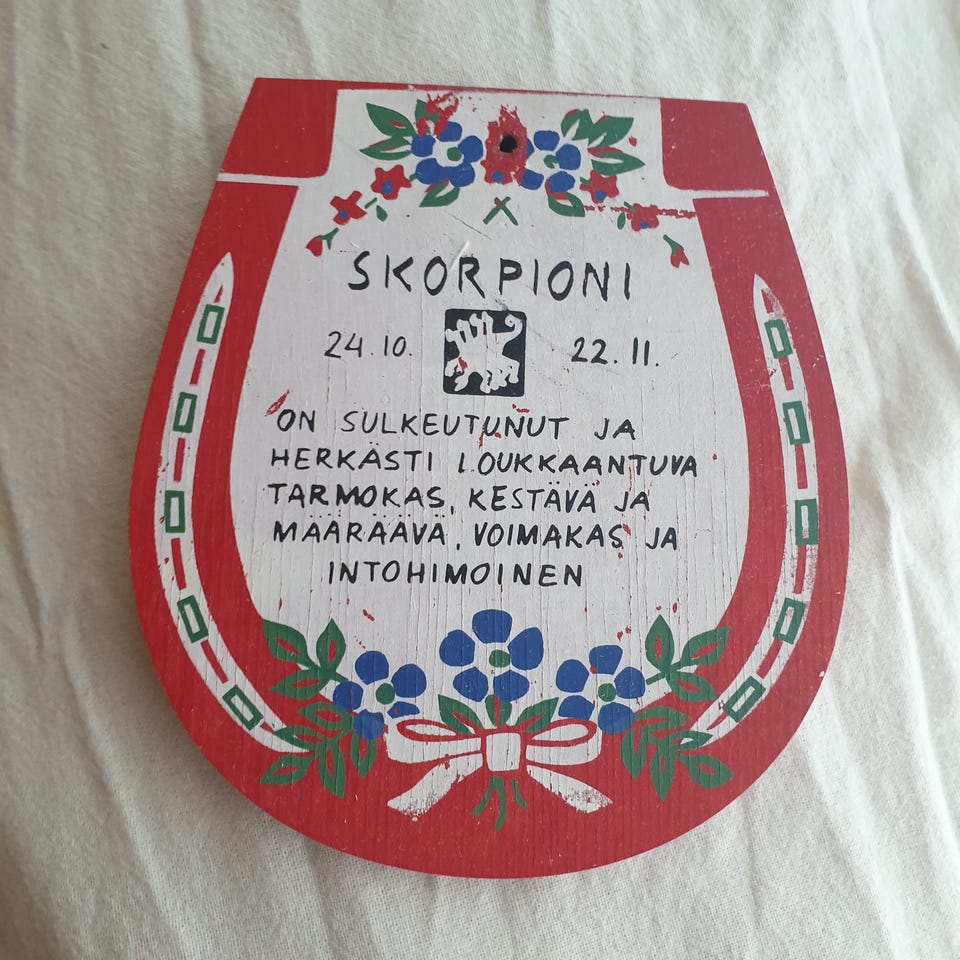 SKORPIONI
24.10. 22.11.
ON SULKEUTUNUT JA
HERKÄSTI LOUKKAANTUVA
TARMOKAS, KESTÄVÄ JA
MÄÄRÄÄVÄ, VOIMAKAS JA
INTOHIMOINEN